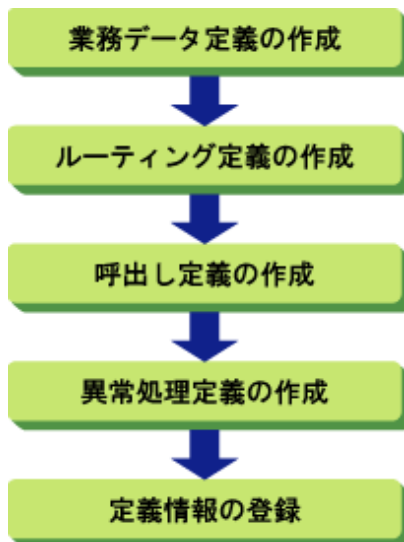 業務データ定義の作成
ルーティング定義の作成
呼出し定義の作成
異常処理定義の作成
定義情報の登録